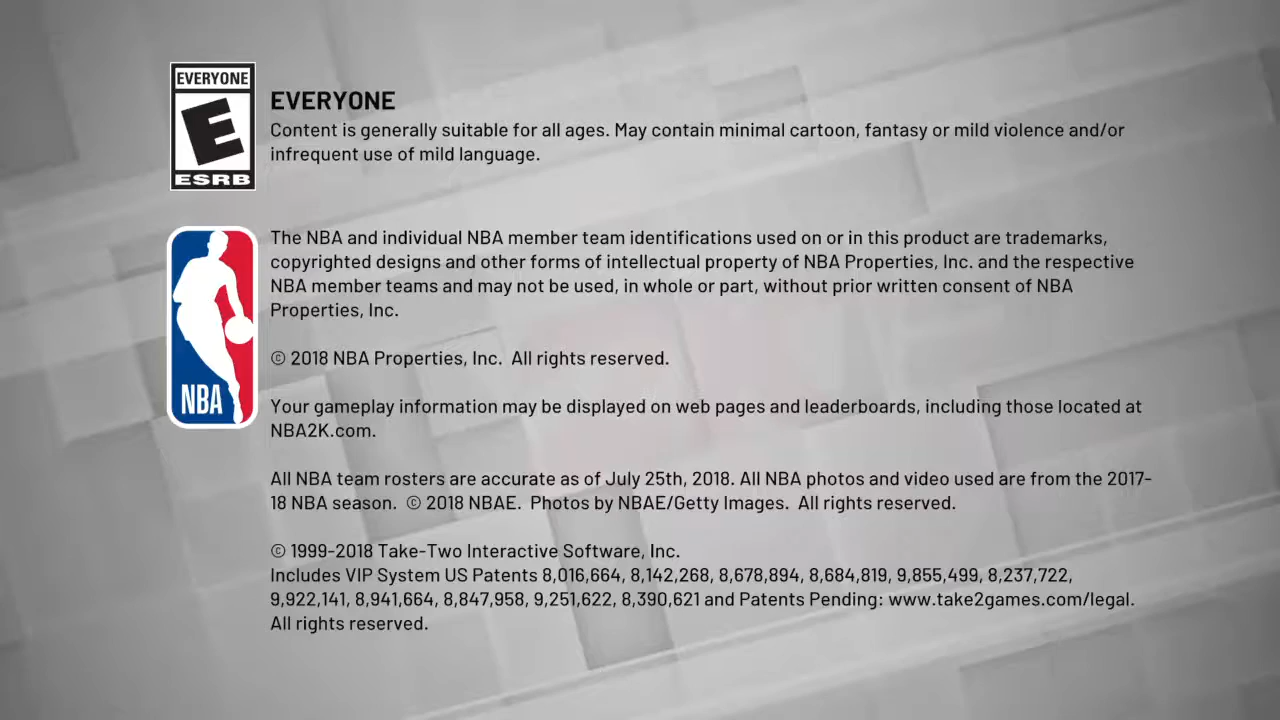 EVERYONE
E
ESRB
EVERYONE
Content is generally suitable for all ages. May contain minimal cartoon, fantasy or mild violence and/or
infrequent use of mild language.
The NBA and individual NBA member team identifications used on or in this product are trademarks,
copyrighted designs and other forms of intellectual property of NBA Properties, Inc. and the respective
NBA member teams and may not be used, in whole or part, without prior written consent of NBA
Properties, Inc.
NBA
© 2018 NBA Properties, Inc.  All rights reserved.
Your gameplay information may be displayed on web pages and leaderboards, including those located at
NBA2K.com.
All NBA team rosters are accurate as of July 25th, 2018. All NBA photos and video used are from the 2017-
18 NBA season.  © 2018 NBAE.  Photos by NBAE/Getty Images.  All rights reserved.
© 1999-2018 Take-Two Interactive Software, Inc.
Includes VIP System US Patents 8,016,664, 8,142,268, 8,678,894, 8,684,819, 9,855,499, 8,237,722,
9,922,141, 8,941,664, 8,847,958, 9,251,622, 8,390,621 and Patents Pending: www.take2games.com/legal.
All rights reserved.